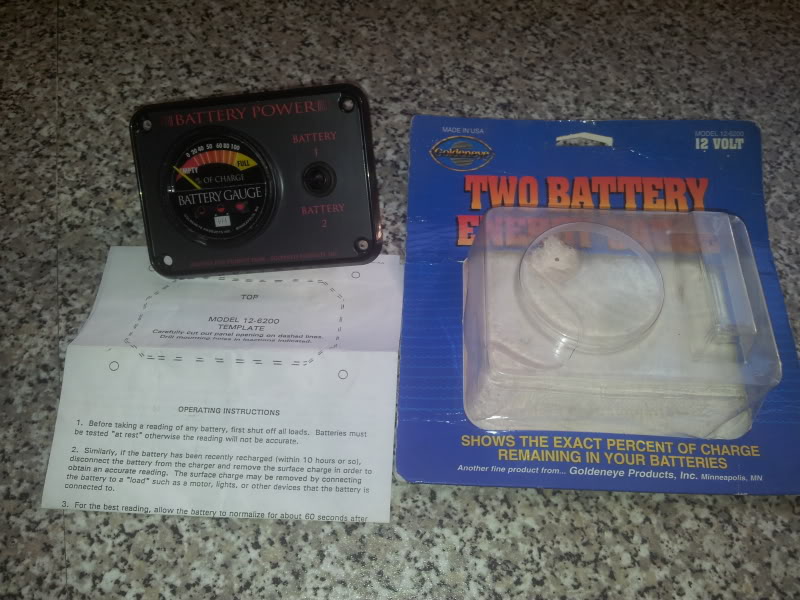 BATTERY POWER
BATTERY
1
BATTERY
2
0 20 40 50 60 80 100
EMPTY
FULL
% OF CHARGE
BATTERY GAUGE
MADE IN USA
Goldeneye
MODEL 12-6200
12 VOLT
TWO BATTERY
TOP
MODEL 12-6200
TEMPLATE
Carefully cut out panel opening on dashed lines.
Drill mounting holes in locations indicated.
OPERATING INSTRUCTIONS
1. Before taking a reading of any battery, first shut off all loads. Batteries must
be tested "at rest" otherwise the reading will not be accurate.
2. Similarly, if the battery has been recently recharged (within 10 hours or so),
disconnect the battery from the charger and remove the surface charge in order to
obtain an accurate reading. The surface charge may be removed by connecting
the battery to a "load" such as a motor, lights, or other devices that the battery is
connected to.
3. For the best reading, allow the battery to normalize for about 60 seconds after
SHOWS THE EXACT PERCENT OF CHARGE
REMAINING IN YOUR BATTERIES
Another fine product from... Goldeneye Products, Inc. Minneapolis, MN